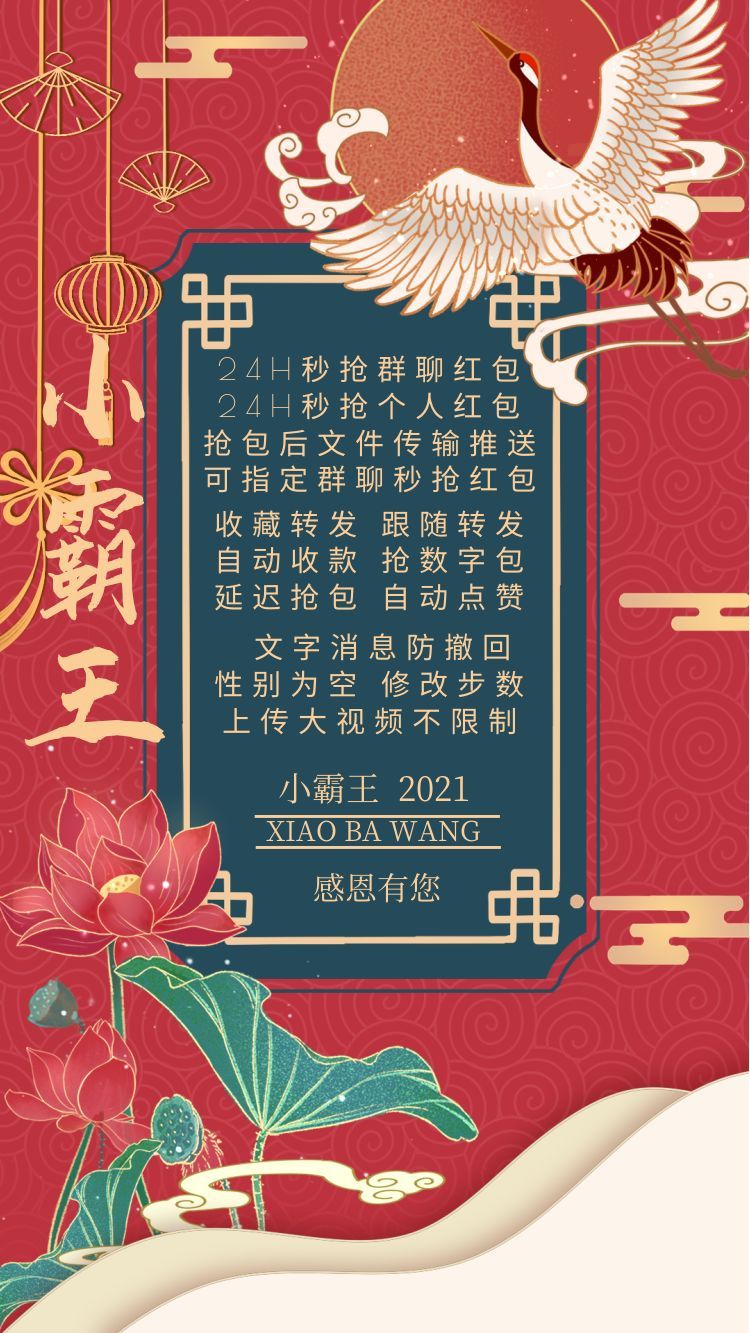 小霸王
24H秒抢群聊红包
24H秒抢个人红包
抢包后文件传输推送
可指定群聊秒抢红包
收藏转发 跟随转发
自动收款 抢数字包
延迟抢包 自动点赞
文字消息防撤回
性别为空 修改步数
上传大视频不限制
小霸王 2021
XIAO BA WANG
感恩有您